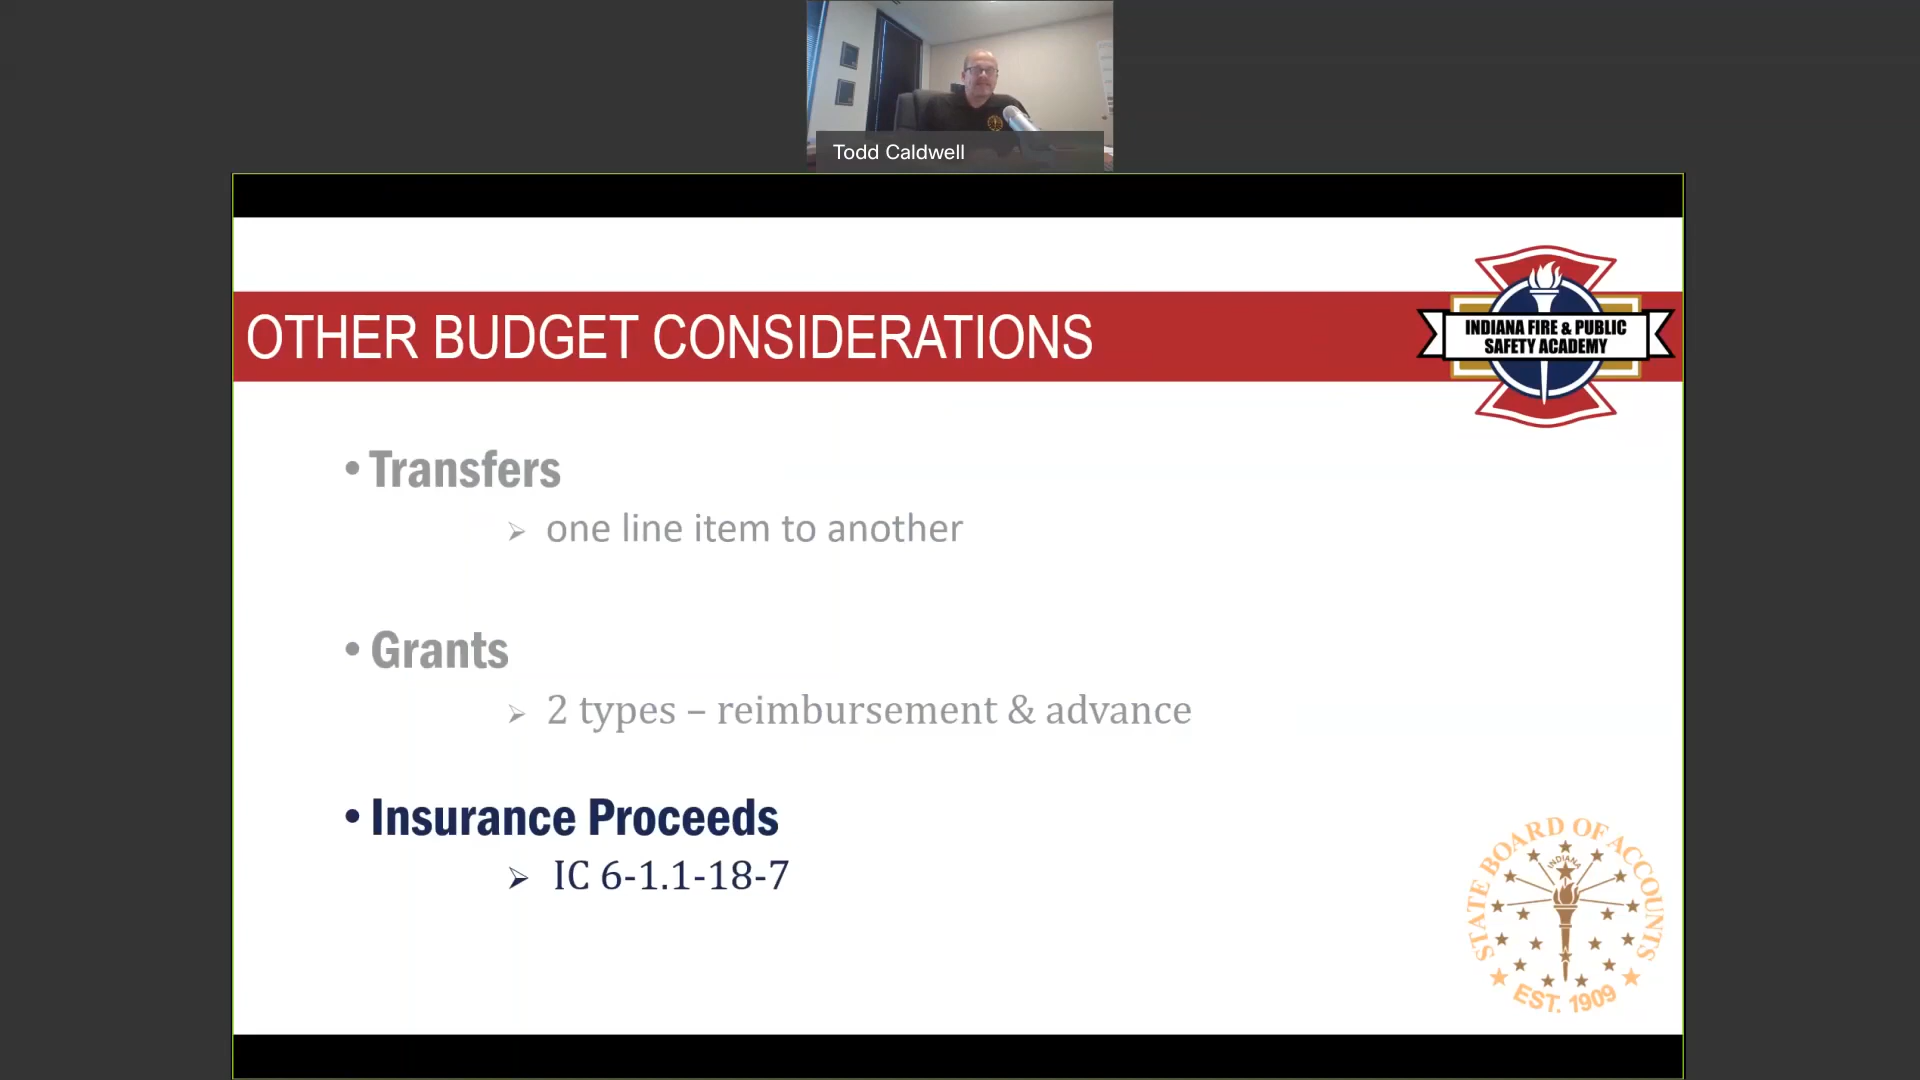 Todd Caldwell
OTHER BUDGET CONSIDERATIONS
INDIANA FIRE & PUBLIC
SAFETY ACADEMY
• Transfers
➢ one line item to another
• Grants
➢ 2 types – reimbursement & advance
• Insurance Proceeds
➢ IC 6-1.1-18-7
STATE BOARD OF ACCOUNTS
INDIANA
EST. 1909